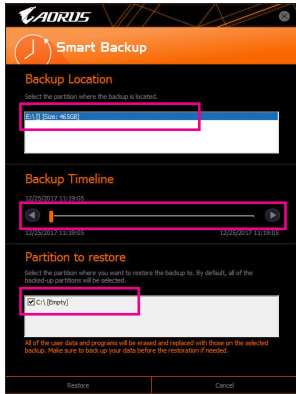 AORUS
Smart Backup
Backup Location
Select the partition where the backup is located.
E:\ [] [Size: 465GB]
Backup Timeline
12/25/2017 11:19:05
12/25/2017 11:19:05 12/25/2017 11:19:05
Partition to restore
Select the partition where you want to restore the backup to. By default, all of the
backed-up partitions will be selected.
C:\ [Empty]
All of the user data and programs will be erased and replaced with those on the selected
backup. Make sure to back up your data before the restoration if needed.
Restore Cancel